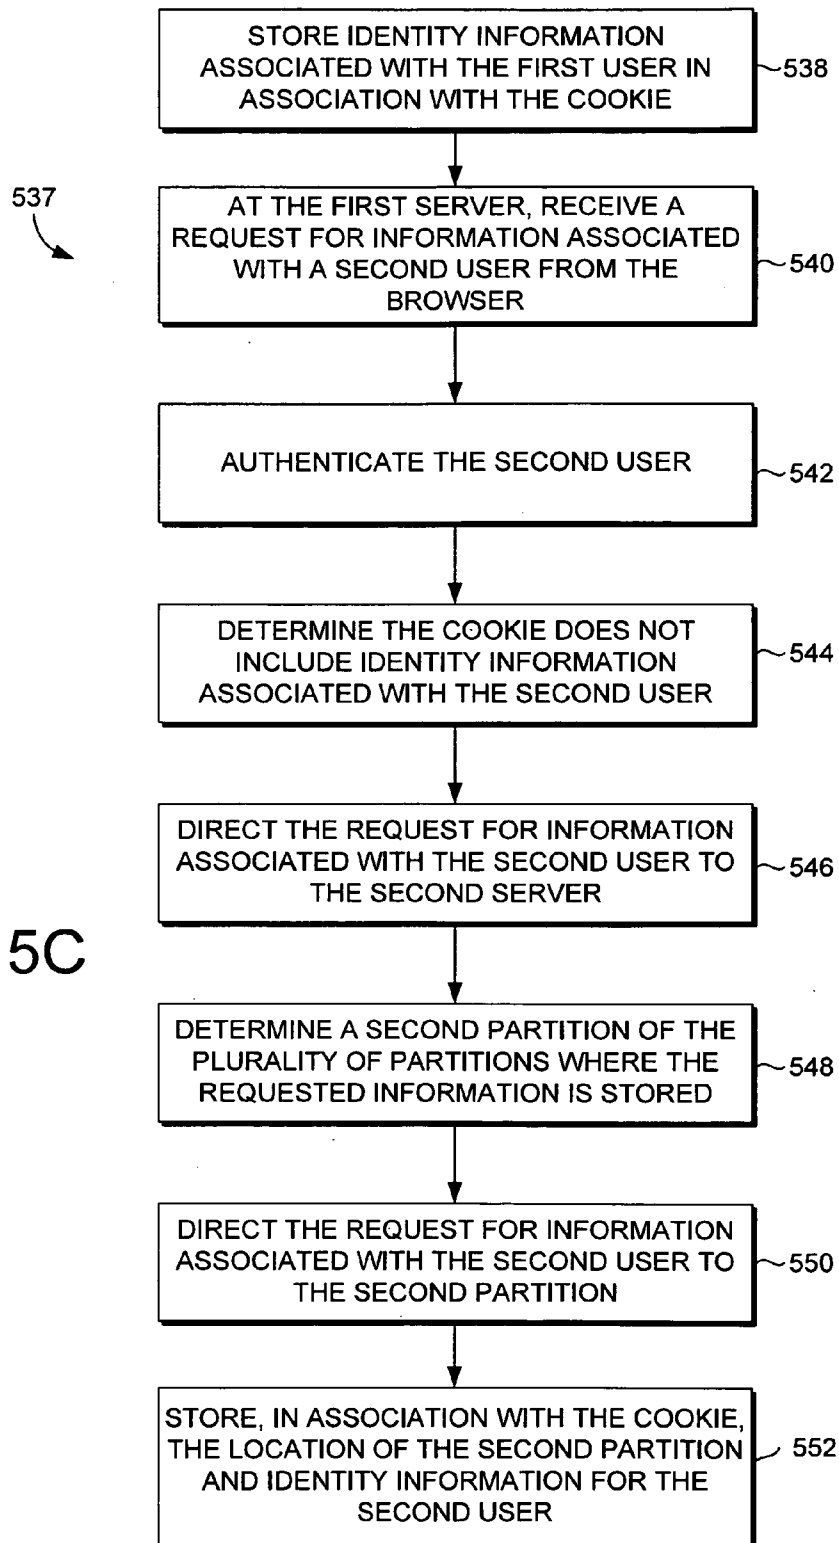 STORE IDENTITY INFORMATION
ASSOCIATED WITH THE FIRST USER IN
ASSOCIATION WITH THE COOKIE
538
537
AT THE FIRST SERVER, RECEIVE A
REQUEST FOR INFORMATION ASSOCIATED
WITH A SECOND USER FROM THE
BROWSER
540
AUTHENTICATE THE SECOND USER
542
DETERMINE THE COOKIE DOES NOT
INCLUDE IDENTITY INFORMATION
ASSOCIATED WITH THE SECOND USER
544
DIRECT THE REQUEST FOR INFORMATION
ASSOCIATED WITH THE SECOND USER TO
THE SECOND SERVER
546
5C
DETERMINE A SECOND PARTITION OF THE
PLURALITY OF PARTITIONS WHERE THE
REQUESTED INFORMATION IS STORED
548
DIRECT THE REQUEST FOR INFORMATION
ASSOCIATED WITH THE SECOND USER TO
THE SECOND PARTITION
550
STORE, IN ASSOCIATION WITH THE COOKIE,
THE LOCATION OF THE SECOND PARTITION
AND IDENTITY INFORMATION FOR THE
SECOND USER
552